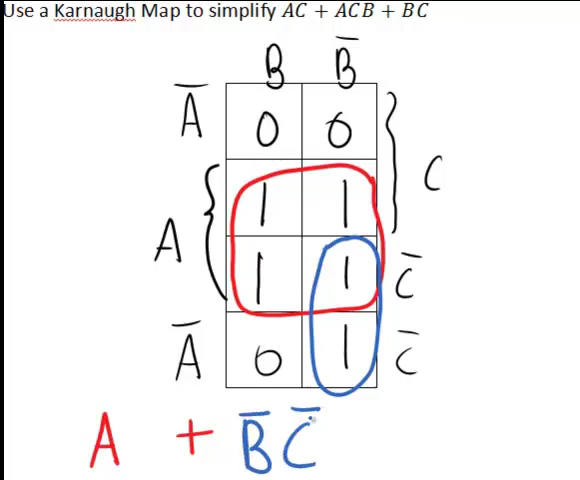 Use a Karnaugh Map to simplify AC + ACB + BC
B B̅
A̅ 0 0
C
1 1
A
1 1 C̅
A̅ 0 1 C̅
A + B̅ C̅